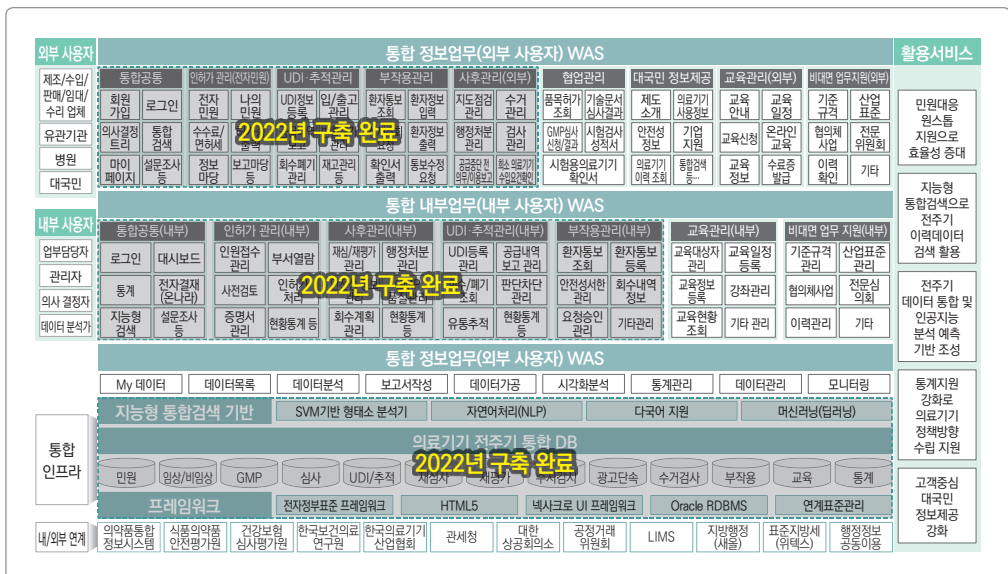 외부 사용자
통합 정보업무(외부 사용자) WAS
활용서비스
제조/수입/
판매/임대/
수리 업체
유관기관
병원
대국민
통합공통
인허가 관리(전자민원)
UDI·추적관리
부작용관리
사후관리(외부)
협업관리
대국민 정보제공
교육관리(외부)
비대면 업무지원(외부)
회원
가입
로그인
전자
민원
나의
민원
UDI정보
등록
입/출고
관리
환자통보
조회
환자정보
입력
지도점검
관리
수거
관리
품목허가
조회
기술문서
심사결과
제도
소개
의료기기
사용정보
교육
안내
교육
일정
기준
규격
산업
표준
의사결정
트리
통합
검색
수수료/
면허세
환자정보
출력
행정처분
관리
검사
관리
GMP심사
신청/결과
시험검사
성적서
안전성
정보
기업
지원
교육신청
온라인
교육
협의체
사업
전문
위원회
2022년 구축 완료
마이
페이지
설문조사
등
정보
마당
보고마당
등
회수폐기
관리
재고관리
등
확인서
출력
통보수정
요청
공급중단 전
의무/이용보고
희소 의료기기
수입요건확인
시험용의료기기
확인서
의료기기
이력 조회
통합검색
등…
교육
정보
수료증
발급
이력
확인
기타
민원대응
원스톱
지원으로
효율성 증대
지능형
통합검색으로
전주기
이력데이터
검색 활용
전주기
데이터 통합 및
인공지능
분석 예측
기반 조성
통계지원
강화로
의료기기
정책방향
수립 지원
고객중심
대국민
정보제공
강화
내부 사용자
통합 내부업무(내부 사용자) WAS
업부담당자
관리자
의사 결정자
데이터 분석가
통합공통(내부)
인허가 관리(내부)
사후관리(내부)
UDI·추적관리(내부)
부작용관리(내부)
교육관리(내부)
비대면 업무 지원(내부)
로그인
대시보드
인원접수
관리
부서열람
재심/재평가
관리
행정처분
관리
UDI등록
관리
공급내역
보고 관리
환자통보
조회
환자통보
등록
교육대상자
관리
교육일정
등록
기준규격
관리
산업표준
관리
통계
전자결재
(온나라)
사전검토
판단차단
관리
안전성서한
관리
회수내역
정보
교육정보
등록
강좌관리
협의체사업
전문심
의회
2022년 구축 완료
지능형
검색
설문조사
등
증명서
관리
현황통계 등
회수계획
관리
현황통계
등
유통추적
현황통계
등
요청승인
관리
기타관리
교육현황
조회
기타 관리
이력관리
기타
통합 정보업무(외부 사용자) WAS
My 데이터
데이터목록
데이터분석
보고서작성
데이터가공
시각화분석
통계관리
데이터관리
모니터링
통합
인프라
지능형 통합검색 기반
SVM기반 형태소 분석기
자연어처리(NLP)
다국어 지원
머신러닝(딥러닝)
의료기기 전주기 통합 DB
2022년 구축 완료
민원
임상/비임상
GMP
심사
UDI/추적
재평가
광고단속
수거검사
부작용
교육
통계
프레임워크
전자정부표준 프레임워크
HTML5
넥사크로 UI 프레임워크
Oracle RDBMS
연계표준관리
내/외부 연계
의약품통합
정보시스템
식품의약품
안전평가원
건강보험
심사평가원
한국보건의료
연구원
한국의료기기
산업협회
관세청
대한
상공회의소
공정거래
위원회
LIMS
지방행정
(새올)
표준지방세
(위텍스)
행정정보
공동이용